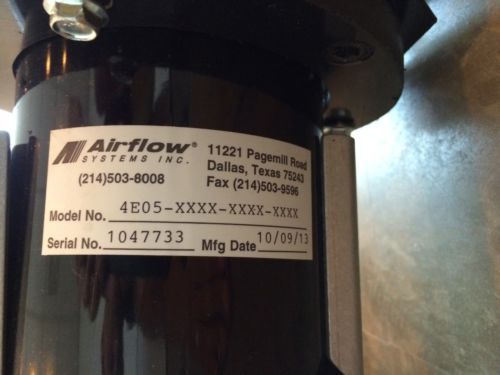 Airflow®
SYSTEMS INC.
(214)503-8008
11221 Pagemill Road
Dallas, Texas 75243
Fax (214)503-9596
Model No. 4E05-XXXX-XXXX-XXXX
Serial No. 1047733 Mfg Date 10/09/13